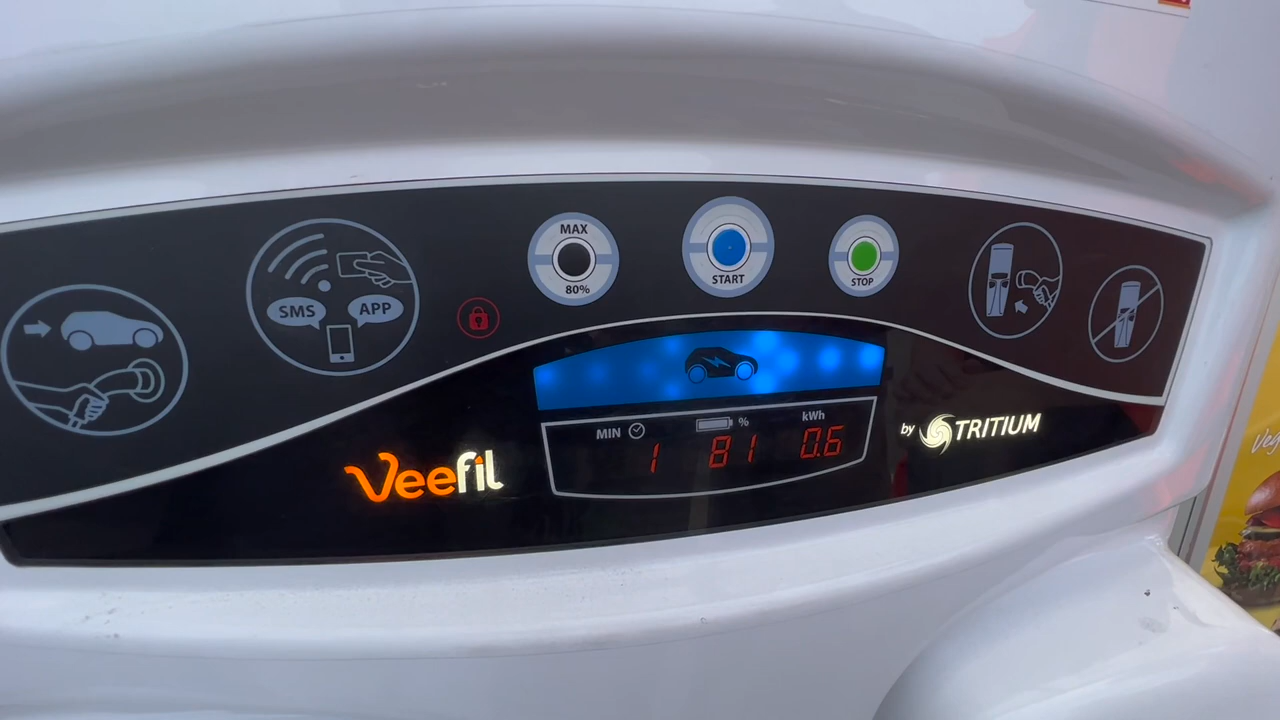 MAX
80%
START
STOP
SMS
APP
MIN % kWh
1 81 0.6
Veefil
by TRITIUM